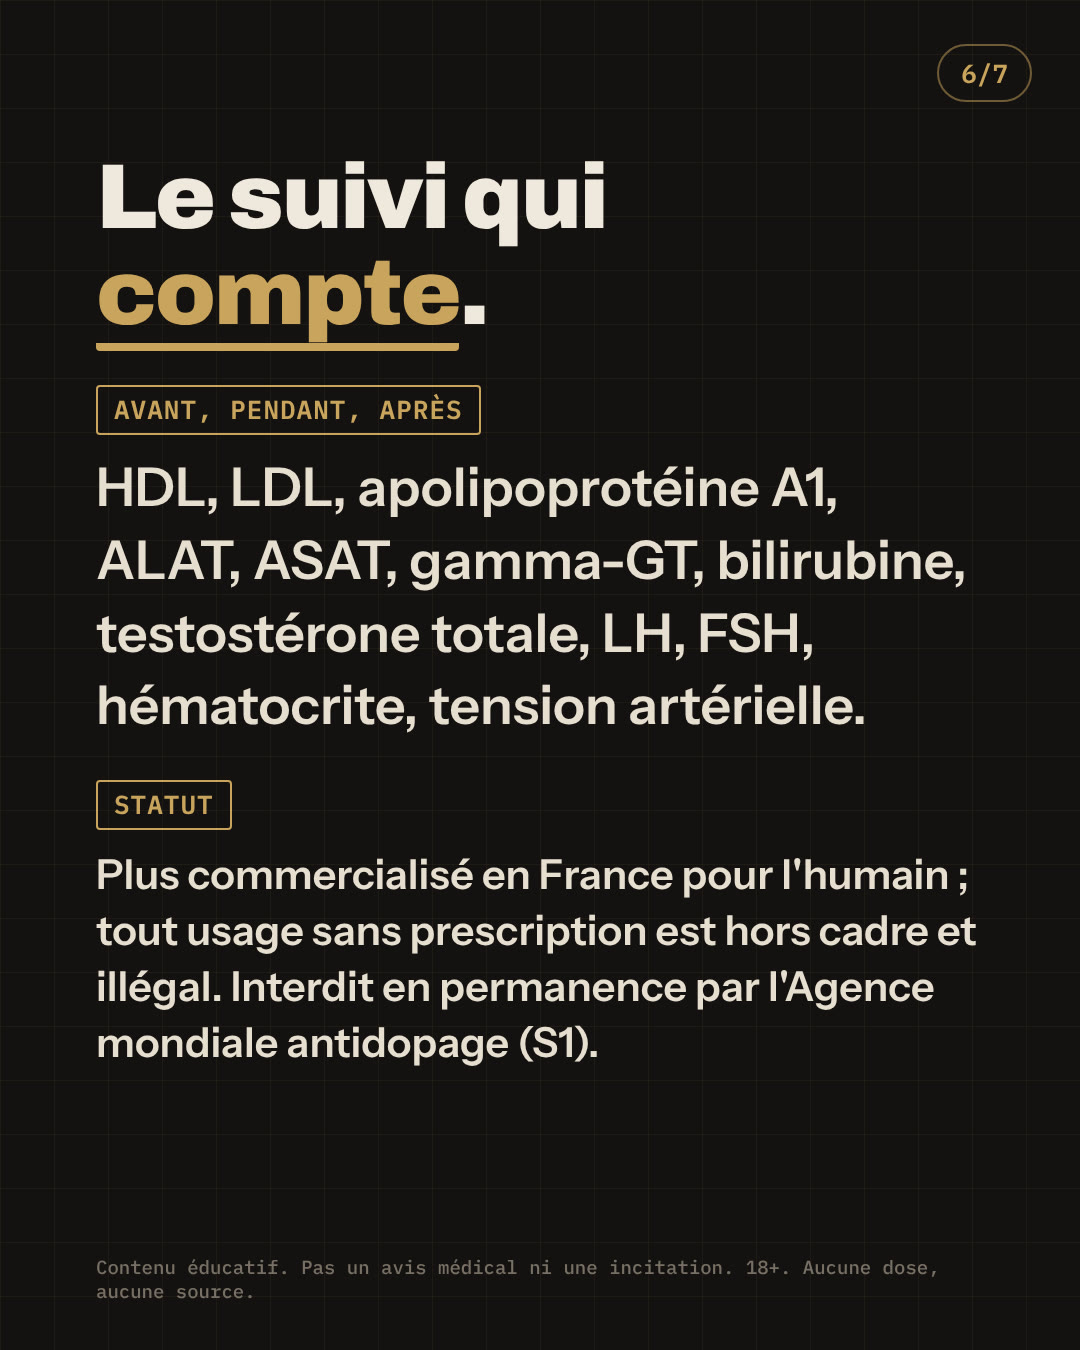 6/7
Le suivi qui
compte.
AVANT, PENDANT, APRÈS
HDL, LDL, apolipoprotéine A1,
ALAT, ASAT, gamma-GT, bilirubine,
testostérone totale, LH, FSH,
hématocrite, tension artérielle.
STATUT
Plus commercialisé en France pour l'humain ;
tout usage sans prescription est hors cadre et
illégal. Interdit en permanence par l'Agence
mondiale antidopage (S1).
Contenu éducatif. Pas un avis médical ni une incitation. 18+. Aucune dose,
aucune source.